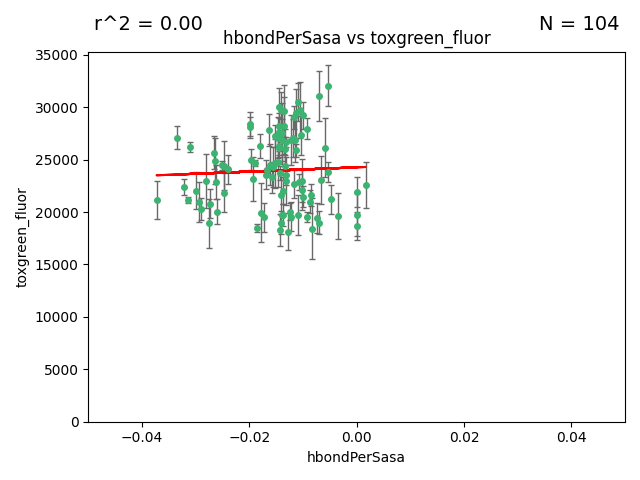 r^2 = 0.00
N = 104
hbondPerSasa vs toxgreen_fluor
35000
30000
25000
20000
15000
10000
5000
0
toxgreen_fluor
−0.04
−0.02
0.00
0.02
0.04
hbondPerSasa